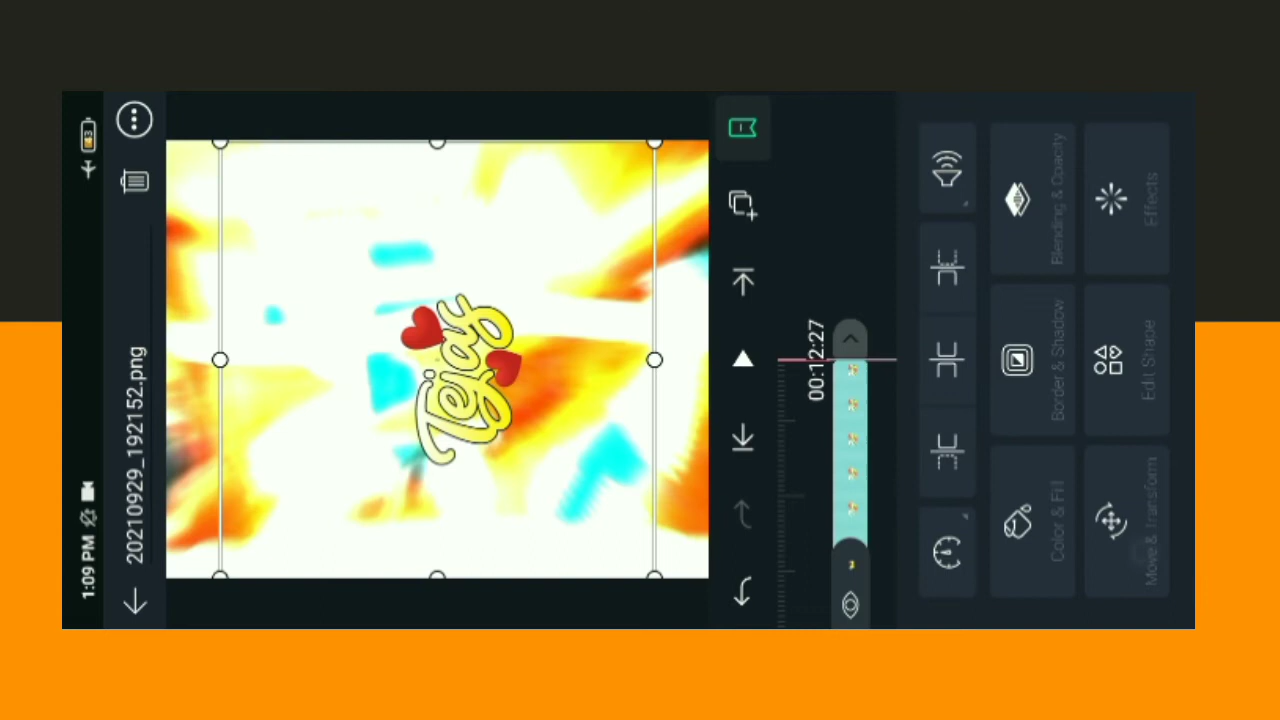 1:09 PM
83
20210929_192152.png
Tejas
00:12:27
Color & Fill
Border & Shadow
Blending & Opacity
Move & Transform
Edit Shape
Effects